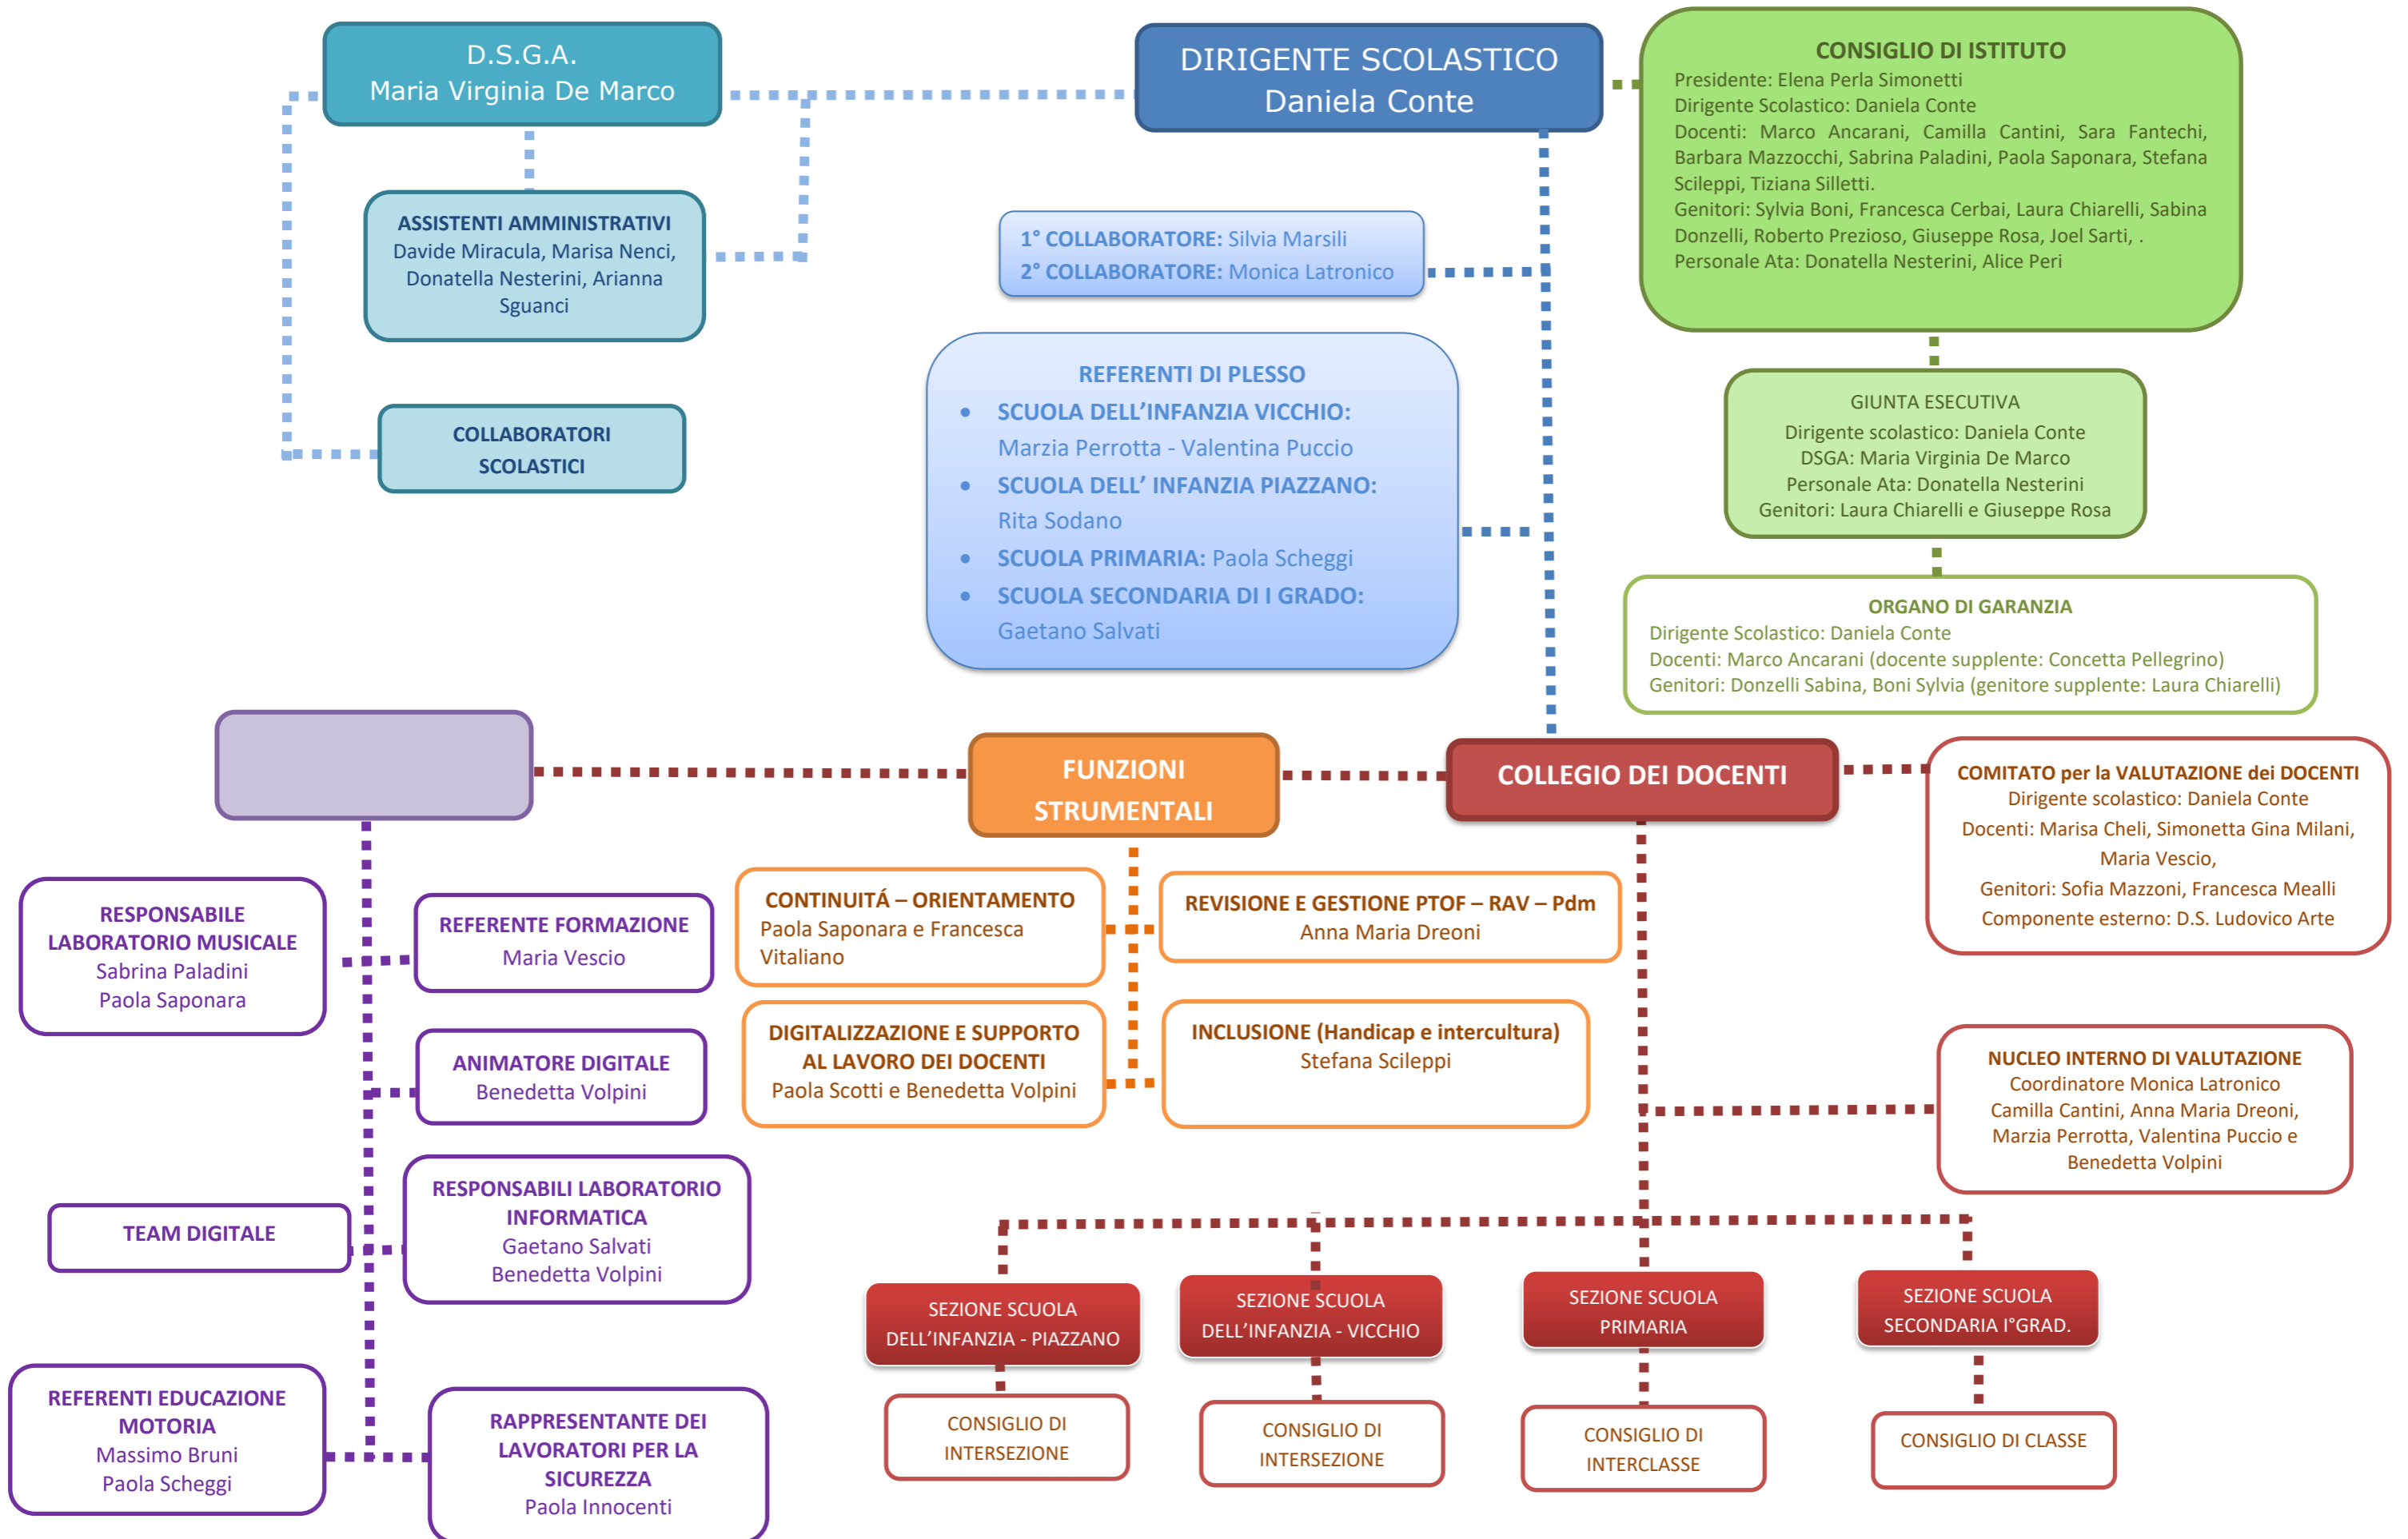 D.S.G.A.
Maria Virginia De Marco
DIRIGENTE SCOLASTICO
Daniela Conte
CONSIGLIO DI ISTITUTO
Presidente: Elena Perla Simonetti
Dirigente Scolastico: Daniela Conte
Docenti: Marco Ancarani, Camilla Cantini, Sara Fantechi,
Barbara Mazzocchi, Sabrina Paladini, Paola Saponara, Stefana
Scileppi, Tiziana Silletti.
Genitori: Sylvia Boni, Francesca Cerbai, Laura Chiarelli, Sabina
Donzelli, Roberto Prezioso, Giuseppe Rosa, Joel Sarti, .
Personale Ata: Donatella Nesterini, Alice Peri
ASSISTENTI AMMINISTRATIVI
Davide Miracula, Marisa Nenci,
Donatella Nesterini, Arianna
Sguanci
1° COLLABORATORE: Silvia Marsili
2° COLLABORATORE: Monica Latronico
COLLABORATORI
SCOLASTICI
REFERENTI DI PLESSO
• SCUOLA DELL'INFANZIA VICCHIO:
Marzia Perrotta - Valentina Puccio
• SCUOLA DELL' INFANZIA PIAZZANO:
Rita Sodano
• SCUOLA PRIMARIA: Paola Scheggi
• SCUOLA SECONDARIA DI I GRADO:
Gaetano Salvati
GIUNTA ESECUTIVA
Dirigente scolastico: Daniela Conte
DSGA: Maria Virginia De Marco
Personale Ata: Donatella Nesterini
Genitori: Laura Chiarelli e Giuseppe Rosa
ORGANO DI GARANZIA
Dirigente Scolastico: Daniela Conte
Docenti: Marco Ancarani (docente supplente: Concetta Pellegrino)
Genitori: Donzelli Sabina, Boni Sylvia (genitore supplente: Laura Chiarelli)
FUNZIONI
STRUMENTALI
COLLEGIO DEI DOCENTI
COMITATO per la VALUTAZIONE dei DOCENTI
Dirigente scolastico: Daniela Conte
Docenti: Marisa Cheli, Simonetta Gina Milani,
Maria Vescio,
Genitori: Sofia Mazzoni, Francesca Mealli
Componente esterno: D.S. Ludovico Arte
RESPONSABILE
LABORATORIO MUSICALE
Sabrina Paladini
Paola Saponara
REFERENTE FORMAZIONE
Maria Vescio
CONTINUITÁ – ORIENTAMENTO
Paola Saponara e Francesca
Vitaliano
REVISIONE E GESTIONE PTOF – RAV – Pdm
Anna Maria Dreoni
ANIMATORE DIGITALE
Benedetta Volpini
DIGITALIZZAZIONE E SUPPORTO
AL LAVORO DEI DOCENTI
Paola Scotti e Benedetta Volpini
INCLUSIONE (Handicap e intercultura)
Stefana Scileppi
NUCLEO INTERNO DI VALUTAZIONE
Coordinatore Monica Latronico
Camilla Cantini, Anna Maria Dreoni,
Marzia Perrotta, Valentina Puccio e
Benedetta Volpini
TEAM DIGITALE
RESPONSABILI LABORATORIO
INFORMATICA
Gaetano Salvati
Benedetta Volpini
SEZIONE SCUOLA
DELL'INFANZIA - PIAZZANO
SEZIONE SCUOLA
DELL'INFANZIA - VICCHIO
SEZIONE SCUOLA
PRIMARIA
SEZIONE SCUOLA
SECONDARIA I°GRAD.
REFERENTI EDUCAZIONE
MOTORIA
Massimo Bruni
Paola Scheggi
RAPPRESENTANTE DEI
LAVORATORI PER LA
SICUREZZA
Paola Innocenti
CONSIGLIO DI
INTERSEZIONE
CONSIGLIO DI
INTERSEZIONE
CONSIGLIO DI
INTERCLASSE
CONSIGLIO DI CLASSE